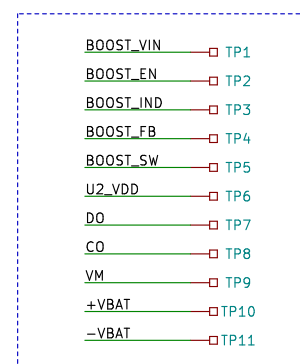 BOOST_VIN TP1
BOOST_EN TP2
BOOST_IND TP3
BOOST_FB TP4
BOOST_SW TP5
U2_VDD TP6
DO TP7
CO TP8
VM TP9
+VBAT TP10
-VBAT TP11